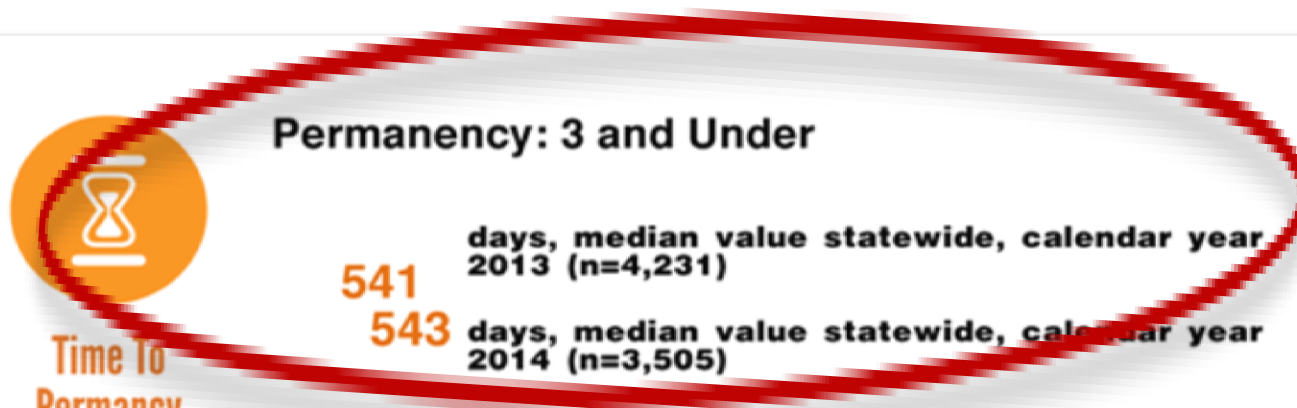 Permanency: 3 and Under
541
days, median value statewide, calendar year
2013 (n=4,231)
543
days, median value statewide, calendar year
2014 (n=3,505)
Time To
Permancy